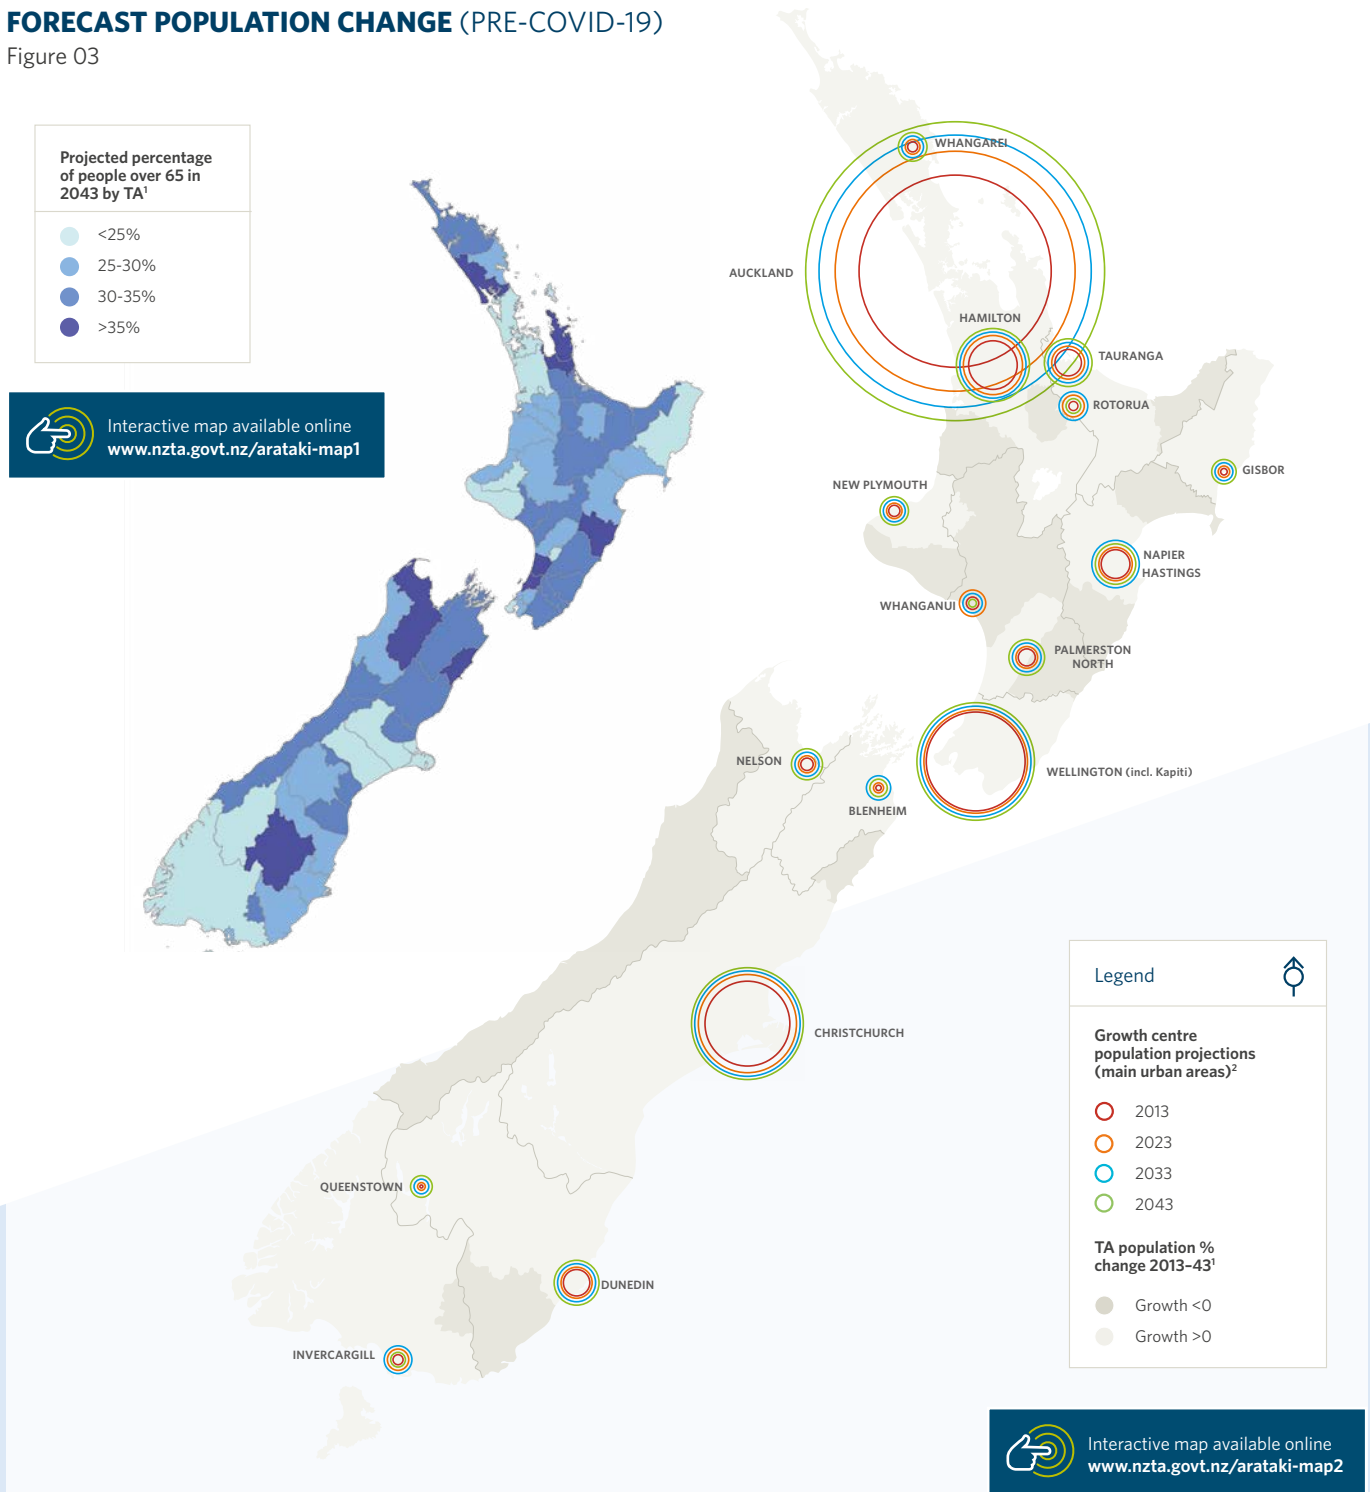 FORECAST POPULATION CHANGE (PRE-COVID-19)
Figure 03
Projected percentage
of people over 65 in
2043 by TA¹
<25%
25-30%
30-35%
>35%
Interactive map available online
www.nzta.govt.nz/arataki-map1
WHANGAREI
AUCKLAND
HAMILTON
TAURANGA
ROTORUA
GISBOR
NEW PLYMOUTH
NAPIER
HASTINGS
WHANGANUI
PALMERSTON
NORTH
NELSON
WELLINGTON (incl. Kapiti)
BLENHEIM
CHRISTCHURCH
QUEENSTOWN
DUNEDIN
INVERCARGILL
Legend
Growth centre
population projections
(main urban areas)²
2013
2023
2033
2043
TA population %
change 2013–43¹
Growth <0
Growth >0
Interactive map available online
www.nzta.govt.nz/arataki-map2